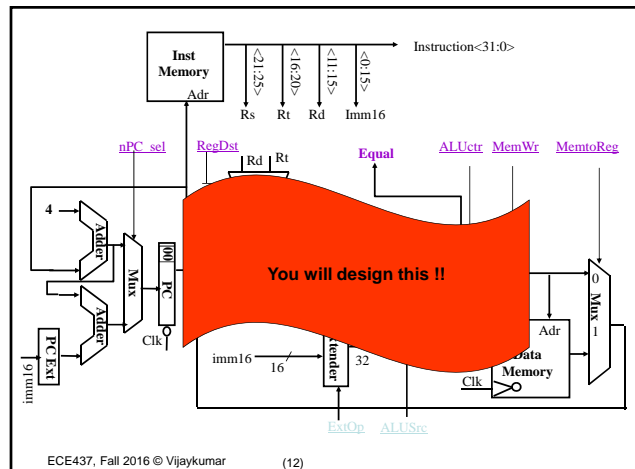 Inst
Memory
Adr
Instruction<31:0>
<21:25>
<16:20>
<11:15>
<0:15>
Rs
Rt
Rd
Imm16
nPC_sel
RegDst
Equal
ALUctr
MemWr
MemtoReg
Rd
Rt
4
Adder
Adder
Mux
00
PC
Clk
PC Ext
imm16
You will design this !!
imm16
16
32
Clk
Adr
Data
Memory
0
Mux
1
ExtOp
ALUSrc
ECE437, Fall 2016 © Vijaykumar
(12)